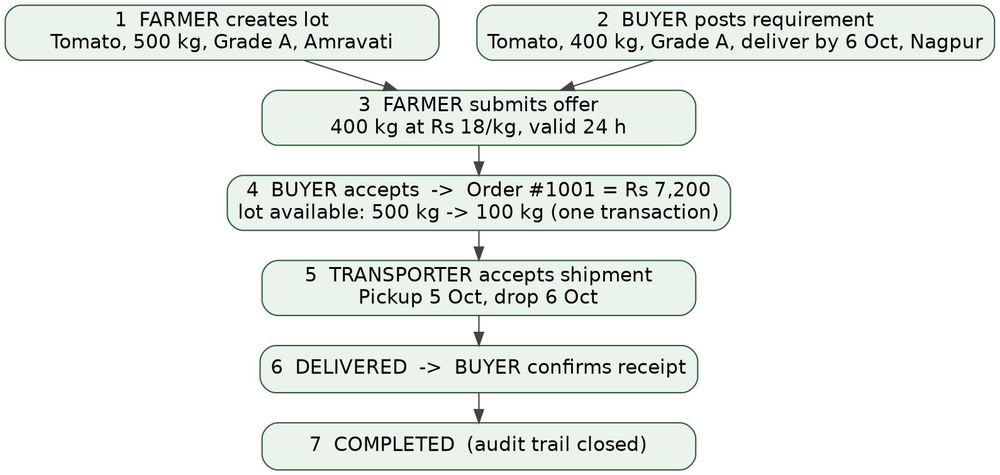 1  FARMER creates lot
Tomato, 500 kg, Grade A, Amravati
2  BUYER posts requirement
Tomato, 400 kg, Grade A, deliver by 6 Oct, Nagpur
3  FARMER submits offer
400 kg at Rs 18/kg, valid 24 h
4  BUYER accepts  ->  Order #1001 = Rs 7,200
lot available: 500 kg -> 100 kg (one transaction)
5  TRANSPORTER accepts shipment
Pickup 5 Oct, drop 6 Oct
6  DELIVERED  ->  BUYER confirms receipt
7  COMPLETED  (audit trail closed)